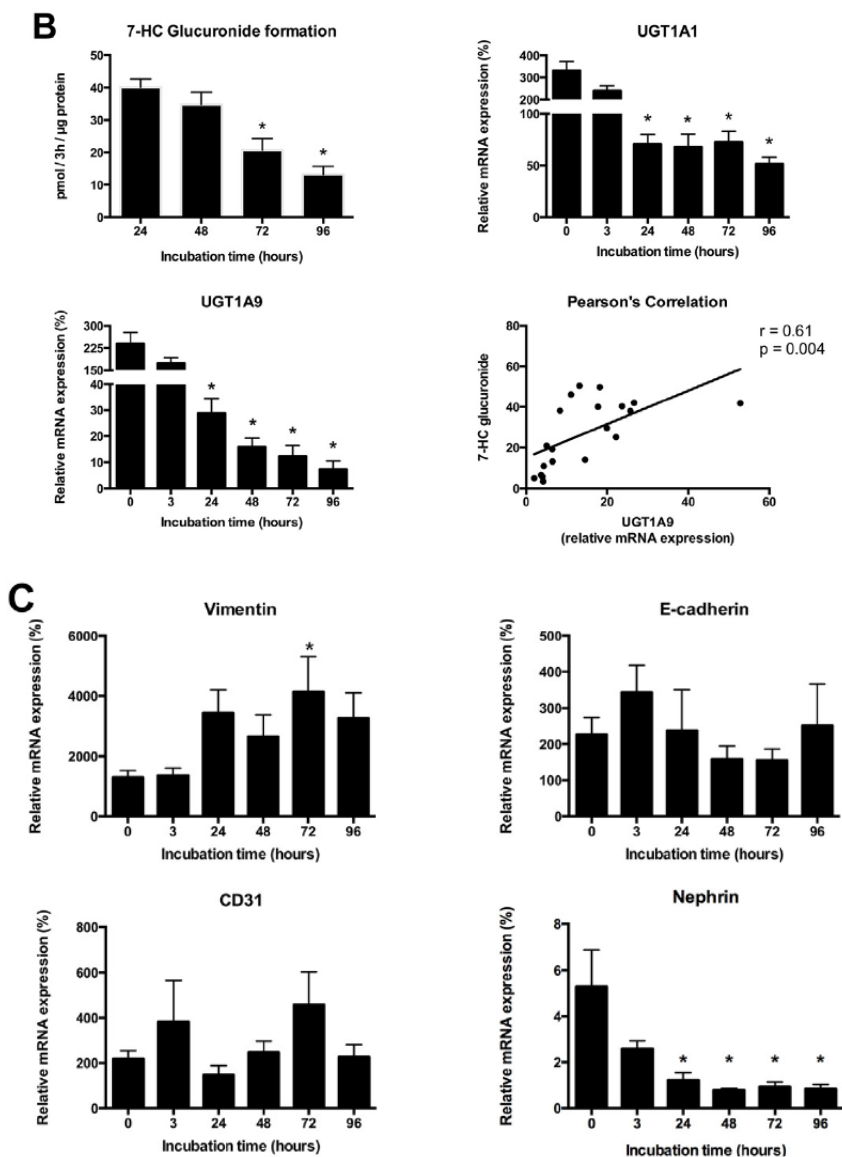 B
7-HC Glucuronide formation
pmol / 3h / µg protein
50
40
30
20
10
0
*
*
24 48 72 96
Incubation time (hours)
UGT1A1
Relative mRNA expression (%)
400
300
200
100
50
0
* * * *
0 3 24 48 72 96
Incubation time (hours)
UGT1A9
Relative mRNA expression (%)
300
225
150
40
30
20
10
0
* * * *
0 3 24 48 72 96
Incubation time (hours)
Pearson's Correlation
r = 0.61
p = 0.004
7-HC glucuronide
80
60
40
20
0
0 20 40 60
UGT1A9
(relative mRNA expression)
C
Vimentin
Relative mRNA expression (%)
6000
4000
2000
0
*
0 3 24 48 72 96
Incubation time (hours)
E-cadherin
Relative mRNA expression (%)
500
400
300
200
100
0
0 3 24 48 72 96
Incubation time (hours)
CD31
Relative mRNA expression (%)
800
600
400
200
0
0 3 24 48 72 96
Incubation time (hours)
Nephrin
Relative mRNA expression (%)
8
6
4
2
0
* * * *
0 3 24 48 72 96
Incubation time (hours)